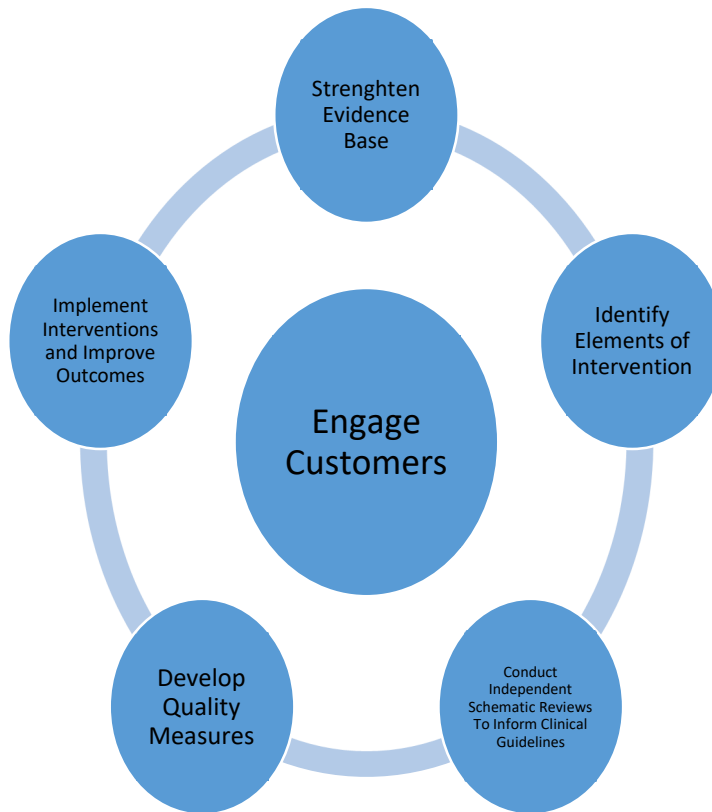 Strenghten
Evidence
Base
Identify
Elements of
Intervention
Conduct
Independent
Schematic Reviews
To Inform Clinical
Guidelines
Develop
Quality
Measures
Implement
Interventions
and Improve
Outcomes
Engage
Customers